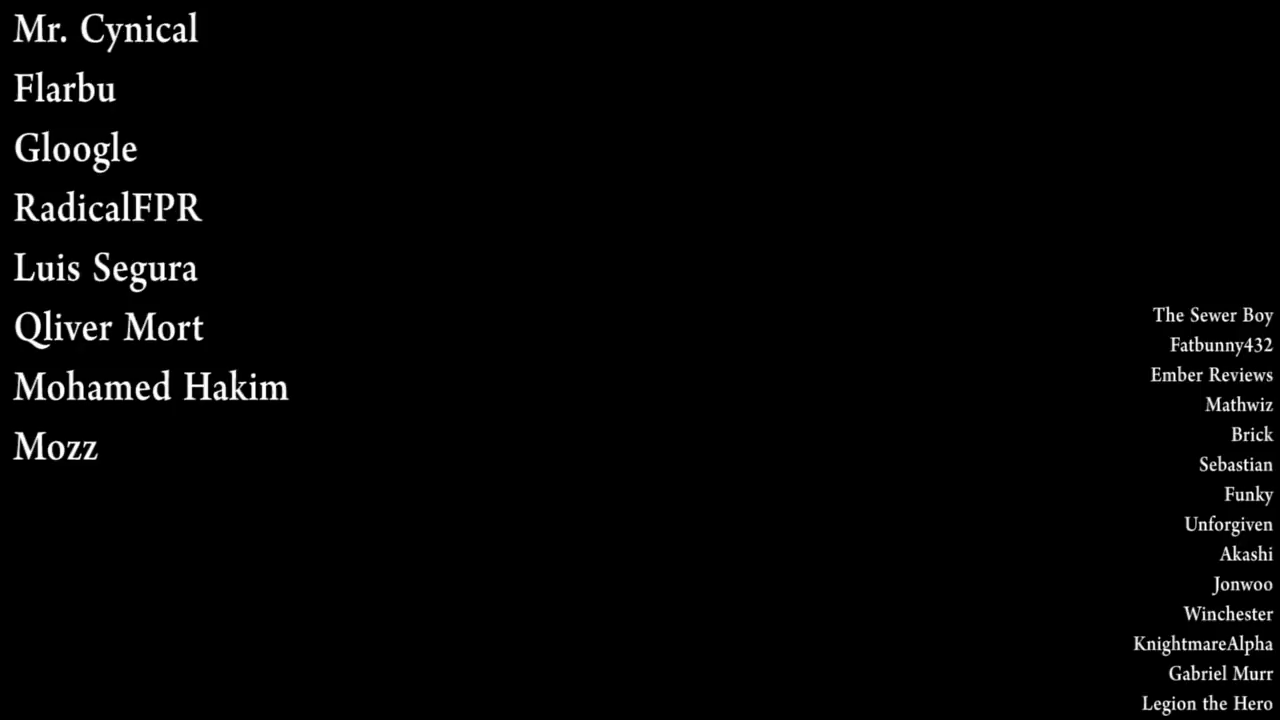 Mr. Cynical
Flarbu
Gloogle
RadicalFPR
Luis Segura
Qliver Mort
Mohamed Hakim
Mozz
The Sewer Boy
Fatbunny432
Ember Reviews
Mathwiz
Brick
Sebastian
Funky
Unforgiven
Akashi
Jonwoo
Winchester
KnightmareAlpha
Gabriel Murr
Legion the Hero